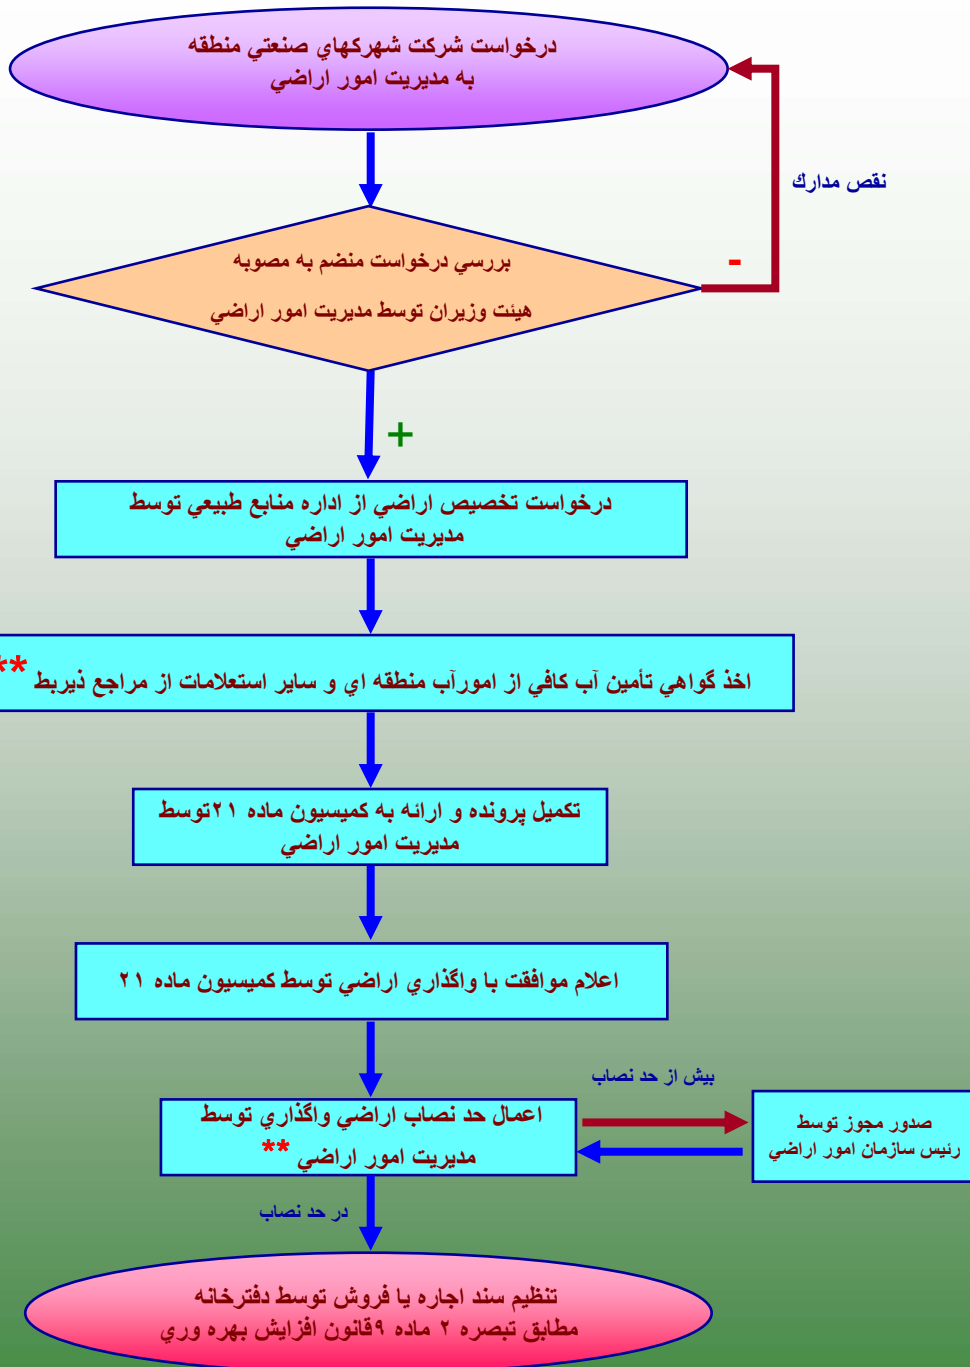 درخواست شركت شهركهاي صنعتي منطقه
به مديريت امور اراضي
نقص مدارك
بررسي درخواست منضم به مصوبه
هيئت وزيران توسط مديريت امور اراضي
-
+
درخواست تخصيص اراضي از اداره منابع طبيعي توسط
مديريت امور اراضي
اخذ گواهي تأمين آب كافي از امورآب منطقه اي و ساير استعلامات از مراجع ذيربط **
تكميل پرونده و ارائه به كميسيون ماده ۲۱توسط
مديريت امور اراضي
اعلام موافقت با واگذاري اراضي توسط كميسيون ماده ۲۱
بيش از حد نصاب
اعمال حد نصاب اراضي واگذاري توسط
مديريت امور اراضي **
صدور مجوز توسط
رئيس سازمان امور اراضي
در حد نصاب
تنظيم سند اجاره يا فروش توسط دفترخانه
مطابق تبصره ۲ ماده ۹قانون افزايش بهره وري